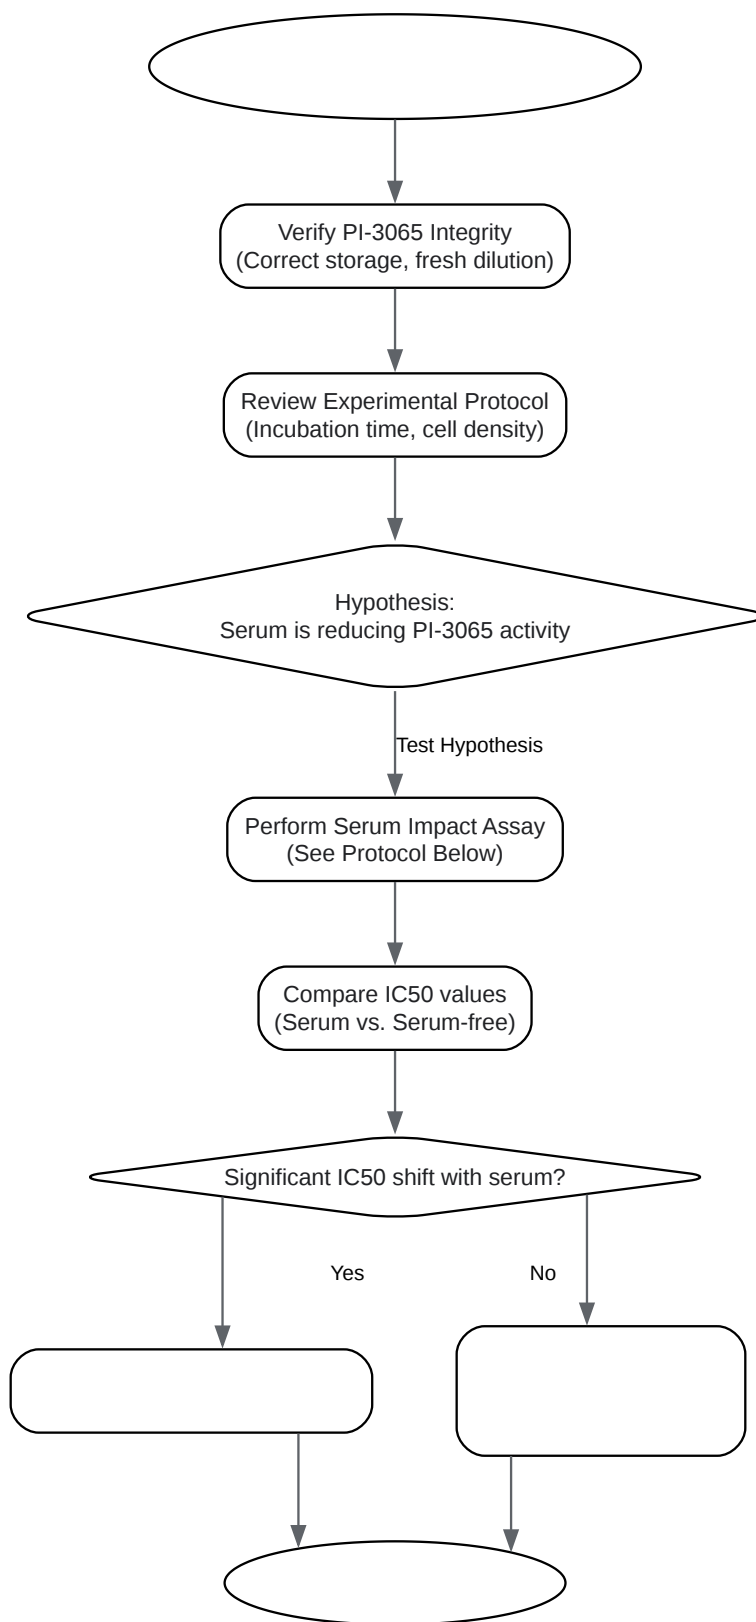 Verify PI-3065 Integrity
(Correct storage, fresh dilution)
Review Experimental Protocol
(Incubation time, cell density)
Hypothesis:
Serum is reducing PI-3065 activity
Test Hypothesis
Perform Serum Impact Assay
(See Protocol Below)
Compare IC50 values
(Serum vs. Serum-free)
Significant IC50 shift with serum?
Yes
No